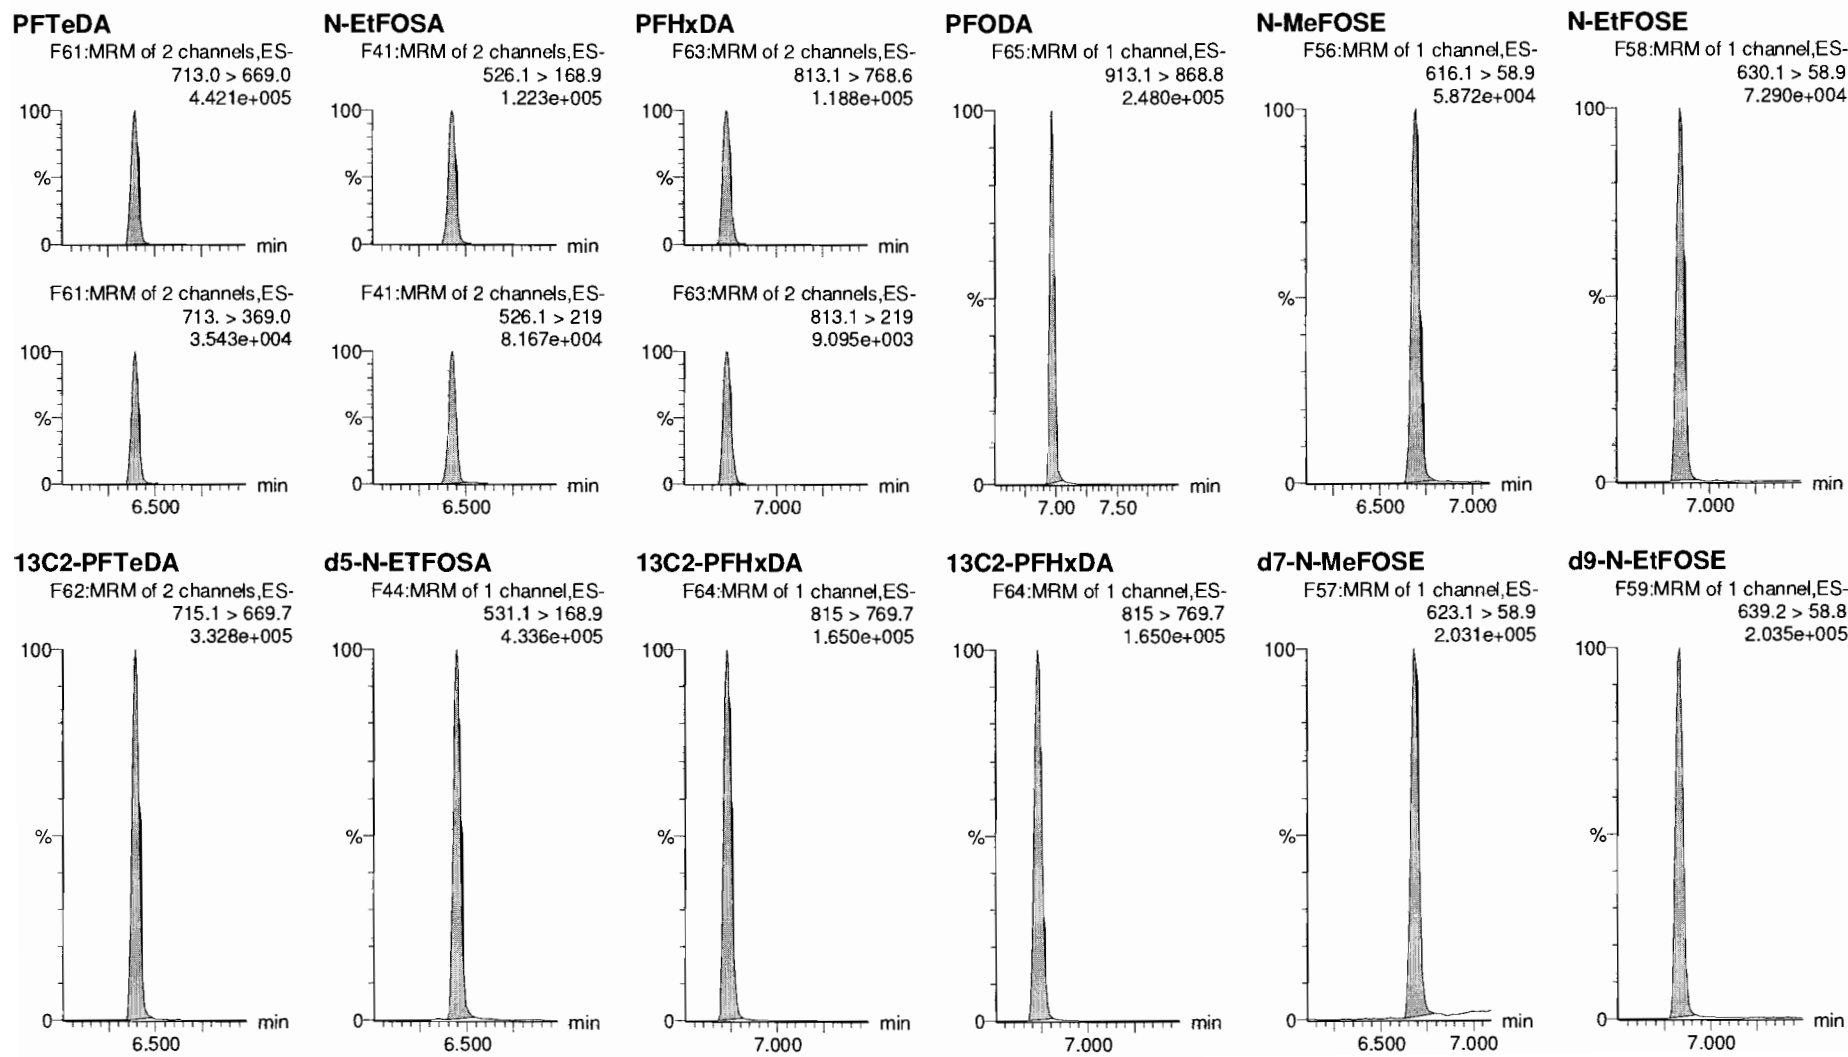 PFTeDA
F61:MRM of 2 channels,ES-
713.0 > 669.0
4.421e+005
100
%
0
min
F61:MRM of 2 channels,ES-
713. > 369.0
3.543e+004
100
%
0
min
6.500
N-EtFOSA
F41:MRM of 2 channels,ES-
526.1 > 168.9
1.223e+005
100
%
0
min
F41:MRM of 2 channels,ES-
526.1 > 219
8.167e+004
100
%
0
min
6.500
PFHxDA
F63:MRM of 2 channels,ES-
813.1 > 768.6
1.188e+005
100
%
0
min
F63:MRM of 2 channels,ES-
813.1 > 219
9.095e+003
100
%
0
min
7.000
PFODA
F65:MRM of 1 channel,ES-
913.1 > 868.8
2.480e+005
100
%
0
min
7.00 7.50
N-MeFOSE
F56:MRM of 1 channel,ES-
616.1 > 58.9
5.872e+004
100
%
0
min
6.500 7.000
N-EtFOSE
F58:MRM of 1 channel,ES-
630.1 > 58.9
7.290e+004
100
%
0
min
7.000
13C2-PFTeDA
F62:MRM of 2 channels,ES-
715.1 > 669.7
3.328e+005
100
%
0
min
6.500
d5-N-ETFOSA
F44:MRM of 1 channel,ES-
531.1 > 168.9
4.336e+005
100
%
0
min
6.500
13C2-PFHxDA
F64:MRM of 1 channel,ES-
815 > 769.7
1.650e+005
100
%
0
min
7.000
13C2-PFHxDA
F64:MRM of 1 channel,ES-
815 > 769.7
1.650e+005
100
%
0
min
7.000
d7-N-MeFOSE
F57:MRM of 1 channel,ES-
623.1 > 58.9
2.031e+005
100
%
0
min
6.500 7.000
d9-N-EtFOSE
F59:MRM of 1 channel,ES-
639.2 > 58.8
2.035e+005
100
%
0
min
7.000